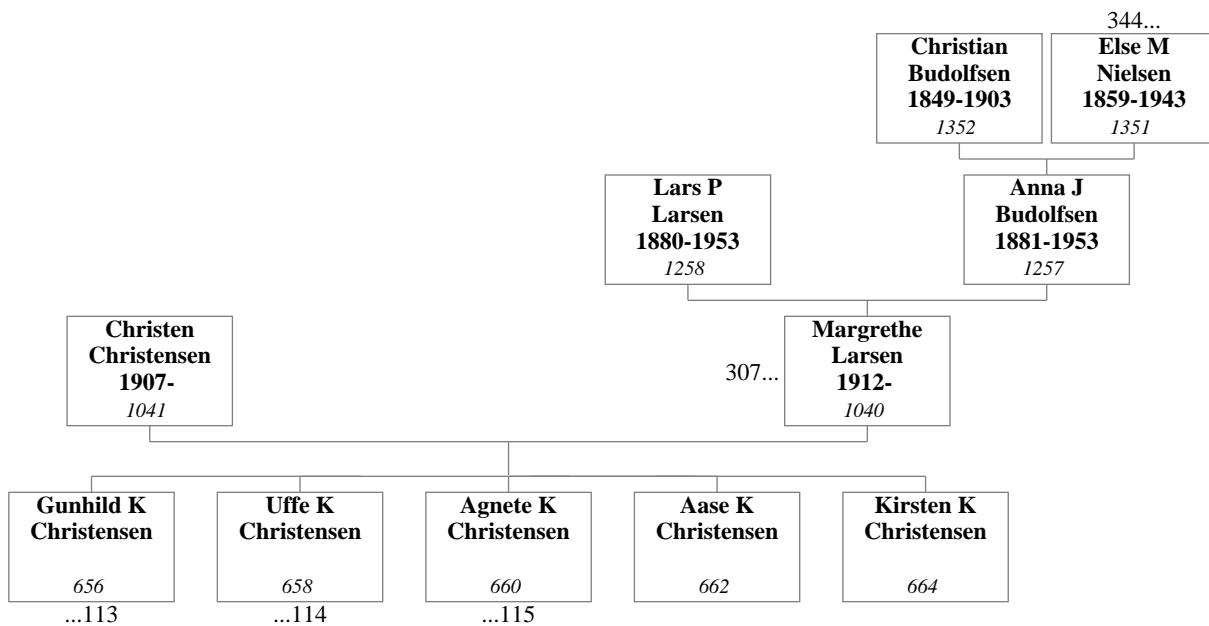 344...
Christian
Budolfsen
1849-1903
1352
Else M
Nielsen
1859-1943
1351
Lars P
Larsen
1880-1953
1258
Anna J
Budolfsen
1881-1953
1257
Christen
Christensen
1907-
1041
307...
Margrethe
Larsen
1912-
1040
Gunhild K
Christensen
656
...113
Uffe K
Christensen
658
...114
Agnete K
Christensen
660
...115
Aase K
Christensen
662
Kirsten K
Christensen
664